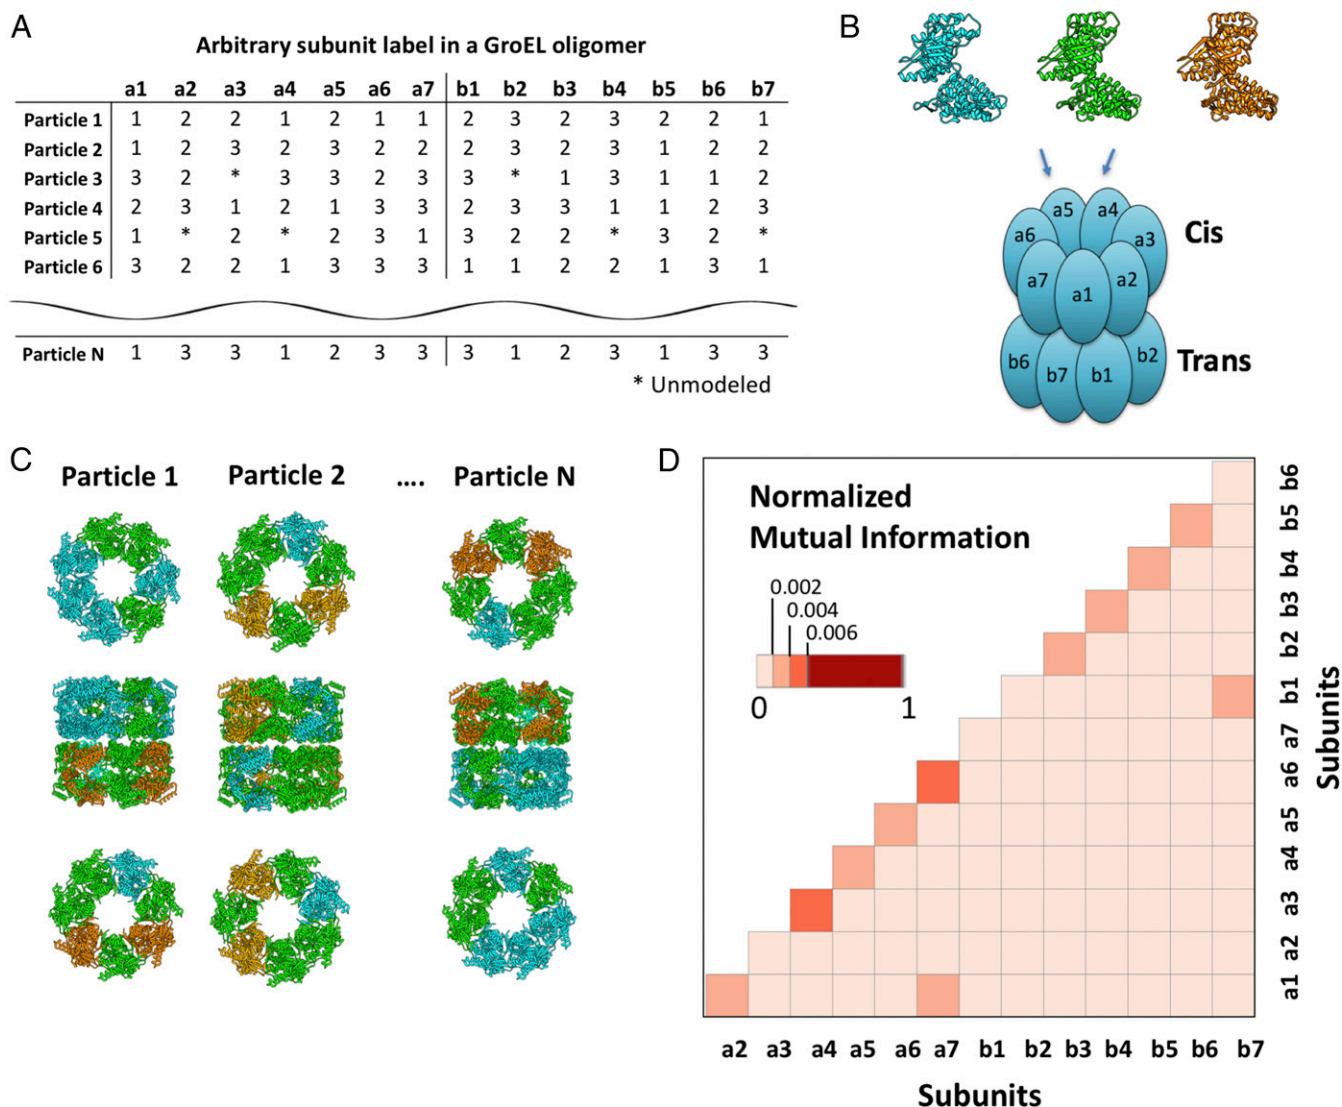 A
Arbitrary subunit label in a GroEL oligomer
a1 a2 a3 a4 a5 a6 a7 b1 b2 b3 b4 b5 b6 b7
Particle 1 1 2 2 1 2 1 1 2 3 2 3 2 2 1
Particle 2 1 2 3 2 3 2 2 2 3 2 3 1 2 2
Particle 3 3 2 * 3 3 2 3 3 * 1 3 1 1 2
Particle 4 2 3 1 2 1 3 3 2 3 3 1 1 2 3
Particle 5 1 * 2 * 2 3 1 3 2 2 * 3 2 *
Particle 6 3 2 2 1 3 3 3 1 1 2 2 1 3 1
Particle N 1 3 3 1 2 3 3 3 1 2 3 1 3 3
* Unmodeled
B
a5 a4
a6 a3
a7 a2
a1
Cis
b6 b2
b7 b1
Trans
C
Particle 1 Particle 2 .... Particle N
D
Normalized
Mutual Information
0.002
0.004
0.006
0 1
b6
b5
b4
b3
b2
b1
a7
a6
a5
a4
a3
a2
a1
Subunits
a2 a3 a4 a5 a6 a7 b1 b2 b3 b4 b5 b6 b7
Subunits